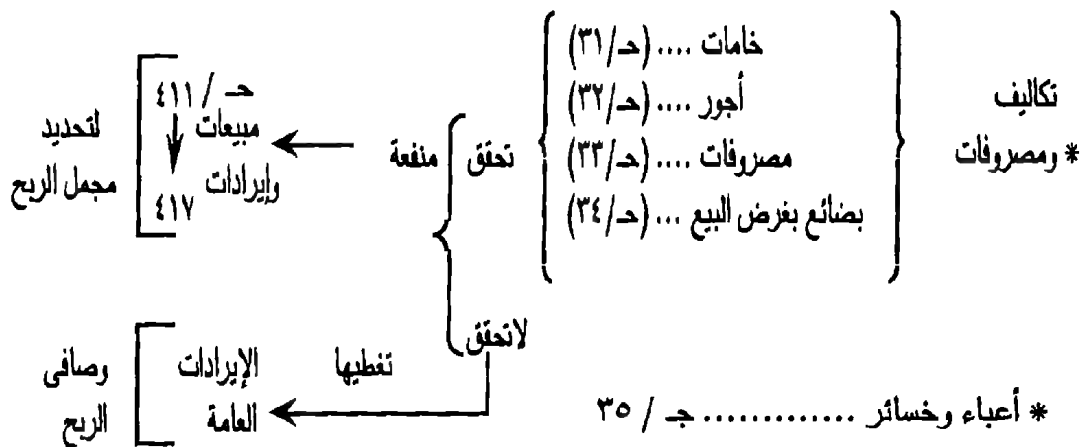 تكاليف
* ومصروفات
خامات .... (حـ/٣١)
أجور .... (حـ/٣٢)
مصروفات .... (حـ/٣٣)
بضائع بغرض البيع ... (حـ/٣٤)
تحقق
منفعة
لاتحقق
حـ / ٤١١
مبيعات
وإيرادات
٤١٧
لتحديد
مجمل الربح
تغطيها
الإيرادات
العامة
وصافى
الربح
* أعباء وخسائر ............. جـ / ٣٥